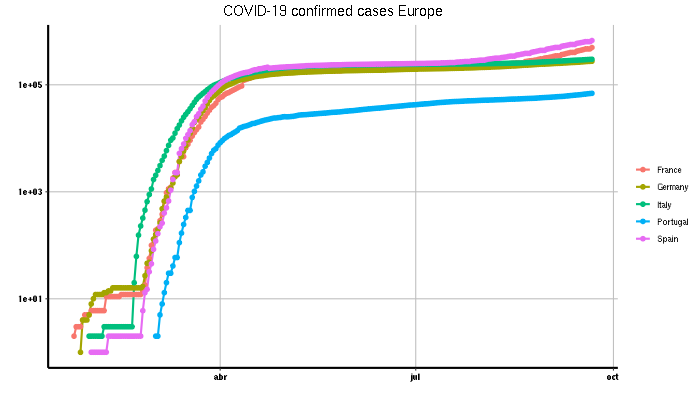 COVID-19 confirmed cases Europe
1e+05
1e+03
1e+01
abr
jul
oct
France
Germany
Italy
Portugal
Spain